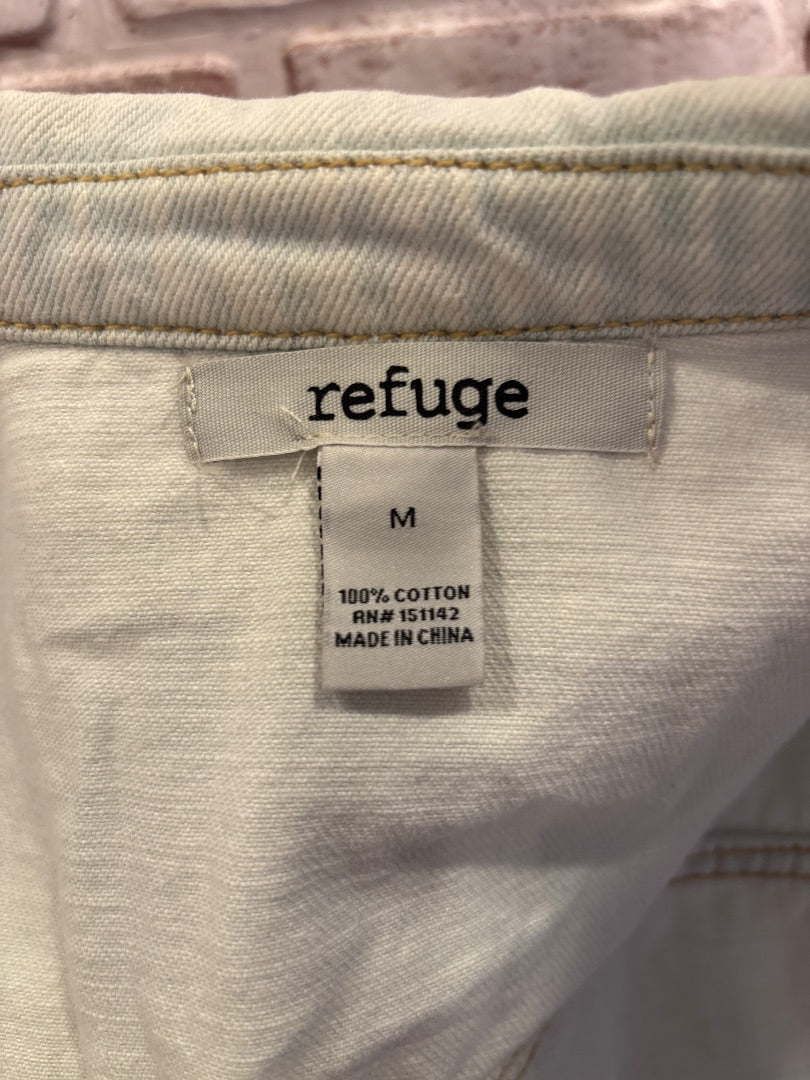 refuge
M
100% COTTON
RN# 151142
MADE IN CHINA